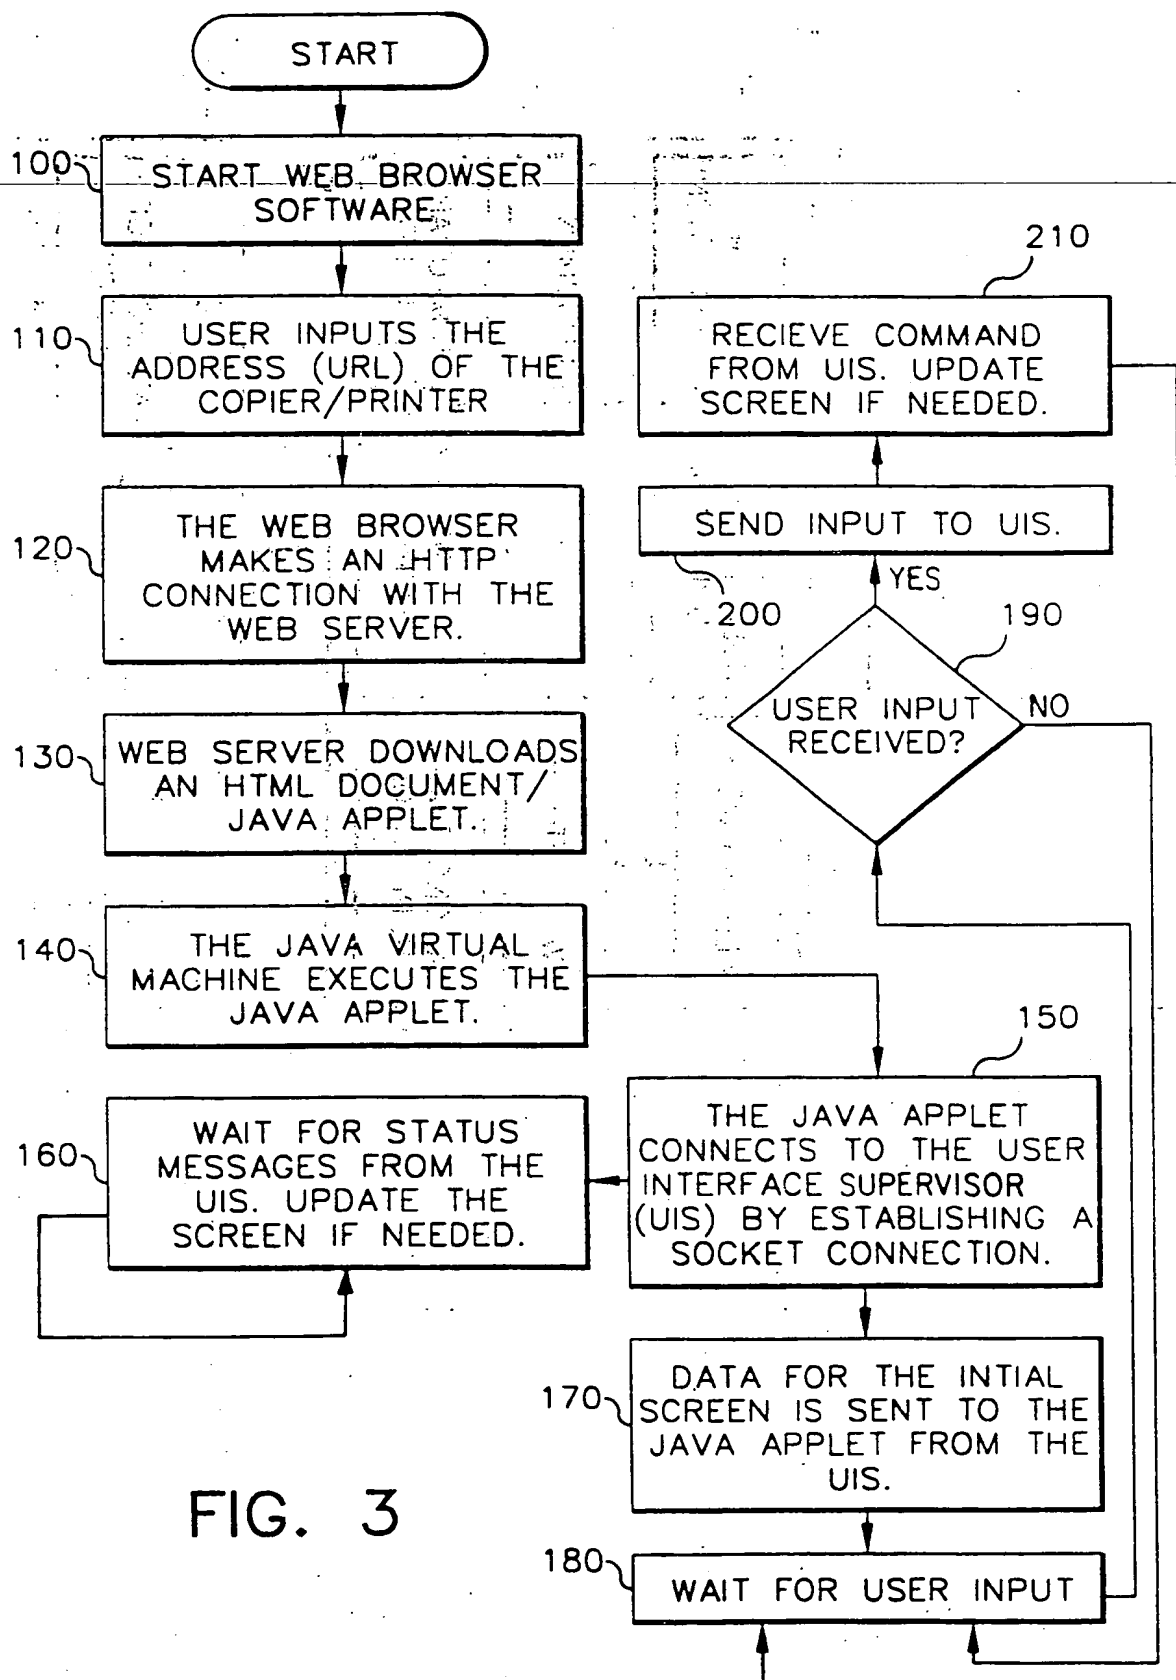 START
100
START WEB BROWSER
SOFTWARE
110
USER INPUTS THE
ADDRESS (URL) OF THE
COPIER/PRINTER
120
THE WEB BROWSER
MAKES AN HTTP
CONNECTION WITH THE
WEB SERVER.
130
WEB SERVER DOWNLOADS
AN HTML DOCUMENT/
JAVA APPLET.
140
THE JAVA VIRTUAL
MACHINE EXECUTES THE
JAVA APPLET.
150
THE JAVA APPLET
CONNECTS TO THE USER
INTERFACE SUPERVISOR
(UIS) BY ESTABLISHING A
SOCKET CONNECTION.
160
WAIT FOR STATUS
MESSAGES FROM THE
UIS. UPDATE THE
SCREEN IF NEEDED.
170
DATA FOR THE INTIAL
SCREEN IS SENT TO THE
JAVA APPLET FROM THE
UIS.
180
WAIT FOR USER INPUT
190
USER INPUT
RECEIVED?
NO
YES
200
SEND INPUT TO UIS.
210
RECIEVE COMMAND
FROM UIS. UPDATE
SCREEN IF NEEDED.
FIG. 3